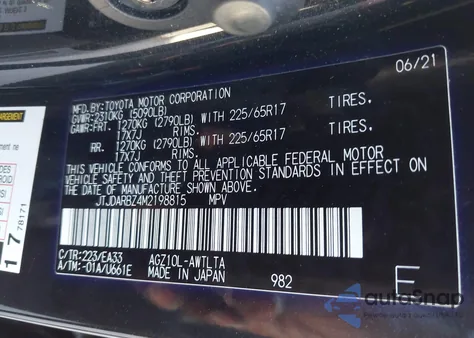 06/21
MFD.BY:TOYOTA MOTOR CORPORATION
GVWR:2310KG (5090LB)
GAWR:FRT. 1270KG (2790LB) WITH 225/65R17 TIRES,
17X7J RIMS.
RR. 1270KG (2790LB) WITH 225/65R17 TIRES,
17X7J RIMS.
THIS VEHICLE CONFORMS TO ALL APPLICABLE FEDERAL MOTOR
VEHICLE SAFETY AND THEFT PREVENTION STANDARDS IN EFFECT ON
THE DATE OF MANUFACTURE SHOWN ABOVE.
JTJDARBZ4M2198815 MPV
C/TR:223/EA33 AGZ10L-AWTLTA
A/TM:-01A/U661E MADE IN JAPAN 982 E
17
78171
autoSnap